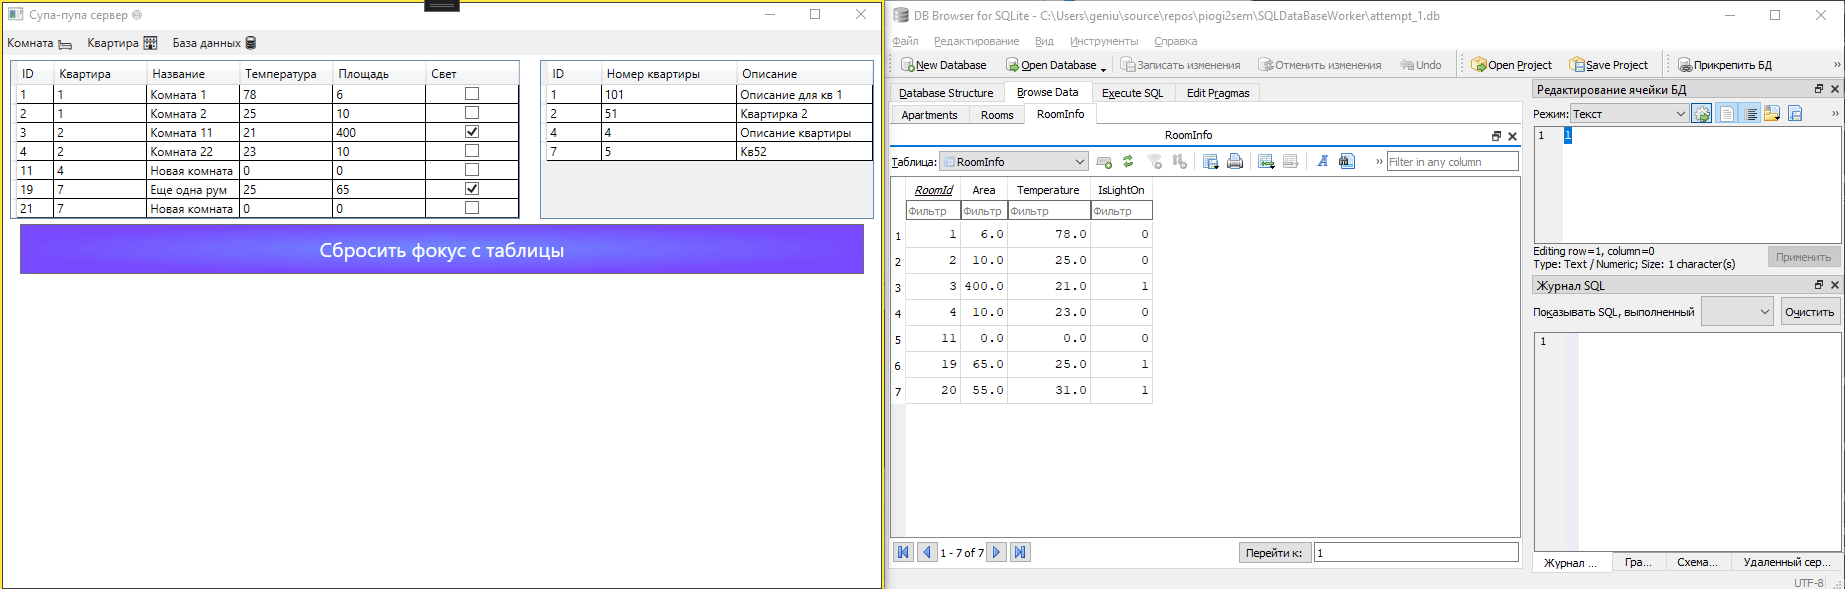 Супа-пупа сервер
Комната Квартира База данных
ID Квартира Название Температура Площадь Свет
1 1 Комната 1 78 6
2 1 Комната 2 25 10
3 2 Комната 11 21 400
4 2 Комната 22 23 10
11 4 Новая комната 0 0
19 7 Еще одна рум 25 65
21 7 Новая комната 0 0
ID Номер квартиры Описание
1 101 Описание для кв 1
2 51 Квартирка 2
4 4 Описание квартиры
7 5 Кв52
Сбросить фокус с таблицы
DB Browser for SQLite - C:\Users\geniu\source\repos\piogi2sem\SQLDataBaseWorker\attempt_1.db
Файл Редактирование Вид Инструменты Справка
New Database Open Database Записать изменения Отменить изменения Undo Open Project Save Project Прикрепить БД »
Database Structure Browse Data Execute SQL Edit Pragmas
Apartments Rooms RoomInfo
RoomInfo
Таблица: RoomInfo » Filter in any column
RoomId Area Temperature IsLightOn
Фильтр Фильтр Фильтр Фильтр
1 1 6.0 78.0 0
2 2 10.0 25.0 0
3 3 400.0 21.0 1
4 4 10.0 23.0 0
5 11 0.0 0.0 0
6 19 65.0 25.0 1
7 20 55.0 31.0 1
1 - 7 of 7 Перейти к: 1
Редактирование ячейки БД
Режим: Текст »
1 1
Editing row=1, column=0
Type: Text / Numeric; Size: 1 character(s)
Применить
Журнал SQL
Показывать SQL, выполненный Очистить
1
Журнал ... Гра... Схема... Удаленный сер...
UTF-8